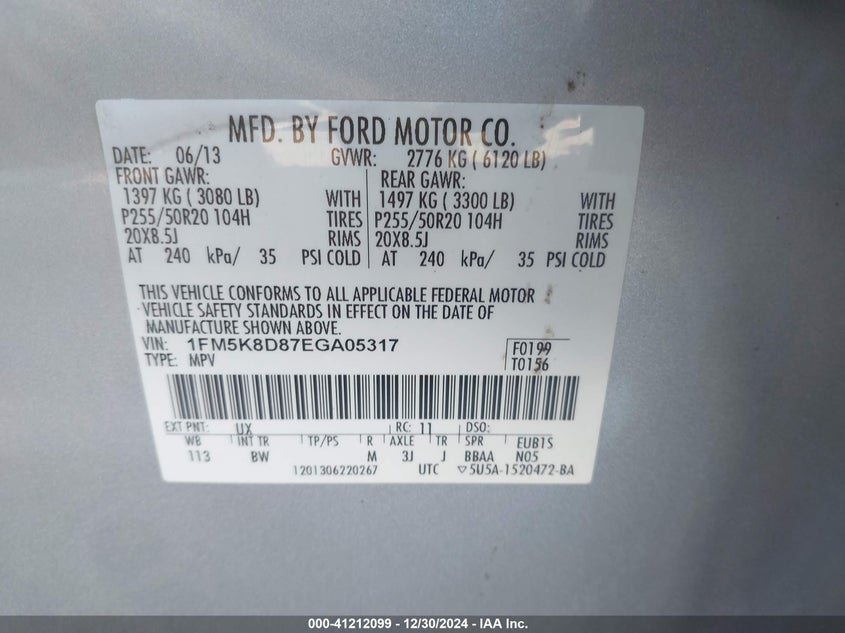 MFD. BY FORD MOTOR CO.
DATE: 06/13 GVWR: 2776 KG ( 6120 LB)
FRONT GAWR: REAR GAWR:
1397 KG ( 3080 LB) WITH 1497 KG ( 3300 LB) WITH
P255/50R20 104H TIRES P255/50R20 104H TIRES
20X8.5J RIMS 20X8.5J RIMS
AT 240 kPa/ 35 PSI COLD AT 240 kPa/ 35 PSI COLD
THIS VEHICLE CONFORMS TO ALL APPLICABLE FEDERAL MOTOR
VEHICLE SAFETY STANDARDS IN EFFECT ON THE DATE OF
MANUFACTURE SHOWN ABOVE.
VIN: 1FM5K8D87EGA05317 F0199
TYPE: MPV T0156
EXT PNT: UX RC: 11 DSO:
WB INT TR TP/PS R AXLE TR SPR EUB1S
113 BW M 3J J BBAA N05
1201306220267 UTC ▽5U5A-1520472-BA
000-41212099 - 12/30/2024 - IAA Inc.